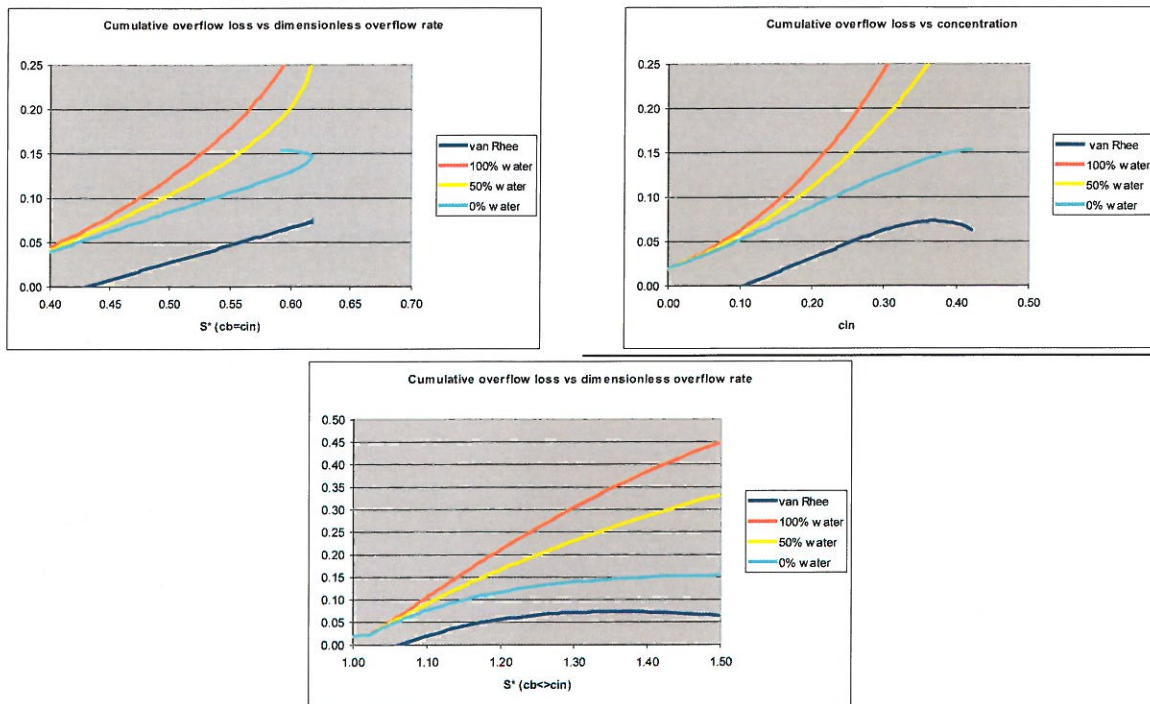 Cumulative overflow loss vs dimensionless overflow rate
0.25
0.20
0.15
0.10
0.05
0.00
0.40 0.45 0.50 0.55 0.60 0.65 0.70
S* (cb=cin)
van Rhee
100% water
50% water
0% water
Cumulative overflow loss vs concentration
0.25
0.20
0.15
0.10
0.05
0.00
0.00 0.10 0.20 0.30 0.40 0.50
cin
van Rhee
100% water
50% water
0% water
Cumulative overflow loss vs dimensionless overflow rate
0.50
0.45
0.40
0.35
0.30
0.25
0.20
0.15
0.10
0.05
0.00
1.00 1.10 1.20 1.30 1.40 1.50
S* (cb<>cin)
van Rhee
100% water
50% water
0% water